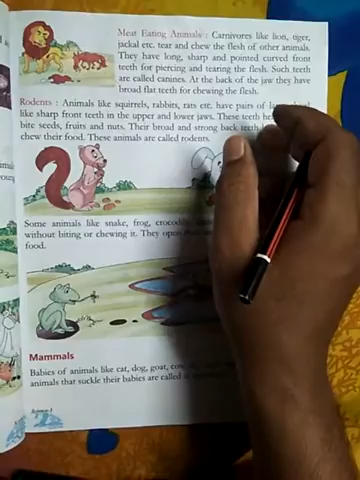 Meat Eating Animals : Carnivores like lion, tiger,
jackal etc. tear and chew the flesh of other animals.
They have long, sharp and pointed curved front
teeth for piercing and tearing the flesh. Such teeth
are called canines. At the back of the jaw they have
broad flat teeth for chewing the flesh.
Rodents : Animals like squirrels, rabbits, rats etc. have pairs of
like sharp front teeth in the upper and lower jaws. These teeth
bite seeds, fruits and nuts. Their broad and strong back teeth
chew their food. These animals are called rodents.
Some animals like snake, frog,
without biting or chewing it. They open
food.
Mammals
Babies of animals like cat, dog, goat,
animals that suckle their babies are called